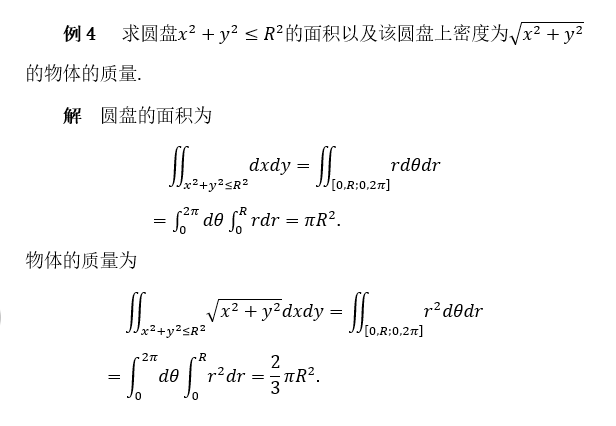 例 4 求圆盘x² + y² ≤ R²的面积以及该圆盘上密度为√(x² + y²)
的物体的质量.
解 圆盘的面积为
∬_{x²+y²≤R²} dxdy = ∬_{[0,R;0,2π]} rdθdr
= ∫₀^{2π} dθ ∫₀^R rdr = πR².
物体的质量为
∬_{x²+y²≤R²} √(x² + y²)dxdy = ∬_{[0,R;0,2π]} r²dθdr
= ∫₀^{2π} dθ ∫₀^R r²dr = 2/3 πR².